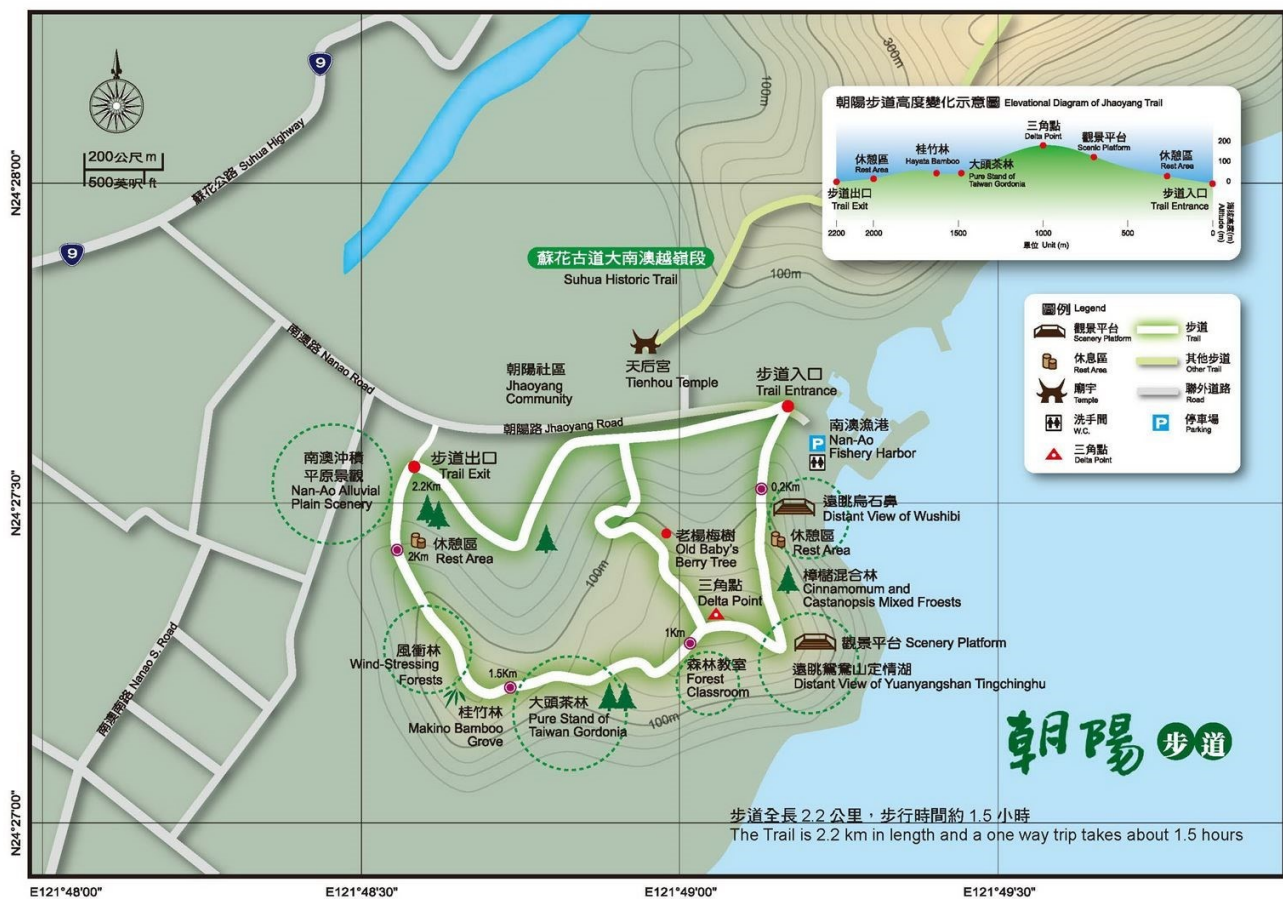 9
9
200公尺 m
500英呎 ft
蘇花公路 Suhua Highway
N24°28'00"
N24°27'30"
N24°27'00"
E121°48'00"
E121°48'30"
E121°49'00"
E121°49'30"
300m
100m
100m
100m
100m
朝陽步道高度變化示意圖 Elevational Diagram of Jhaoyang Trail
三角點
Delta Point
觀景平台
Scenic Platform
桂竹林
Hayata Bamboo
大頭茶林
Pure Stand of
Taiwan Gordonia
休憩區
Rest Area
休憩區
Rest Area
步道出口
Trail Exit
步道入口
Trail Entrance
200
100
0
海拔高度(m)
Altitude (m)
2200
2000
1500
1000
500
0
單位 Unit (m)
蘇花古道大南澳越嶺段
Suhua Historic Trail
圖例 Legend
觀景平台
Scenery Platform
步道
Trail
休息區
Rest Area
其他步道
Other Trail
廟宇
Temple
聯外道路
Road
洗手間
W.C.
P
停車場
Parking
三角點
Delta Point
南澳路 Nanao Road
天后宮
Tienhou Temple
朝陽社區
Jhaoyang
Community
步道入口
Trail Entrance
朝陽路 Jhaoyang Road
P
南澳漁港
Nan-Ao
Fishery Harbor
南澳沖積
平原景觀
Nan-Ao Alluvial
Plain Scenery
步道出口
Trail Exit
2.2Km
0.2Km
遠眺烏石鼻
Distant View of Wushibi
休憩區
Rest Area
2Km
休憩區
Rest Area
老楊梅樹
Old Baby's
Berry Tree
樟櫧混合林
Cinnamomum and
Castanopsis Mixed Froests
三角點
Delta Point
1Km
觀景平台 Scenery Platform
遠眺鴛鴦山定情湖
Distant View of Yuanyangshan Tingchinghu
風衝林
Wind-Stressing
Forests
森林教室
Forest
Classroom
1.5Km
桂竹林
Makino Bamboo
Grove
大頭茶林
Pure Stand of
Taiwan Gordonia
南澳南路 Nanao S. Road
朝陽步道
步道全長 2.2 公里，步行時間約 1.5 小時
The Trail is 2.2 km in length and a one way trip takes about 1.5 hours